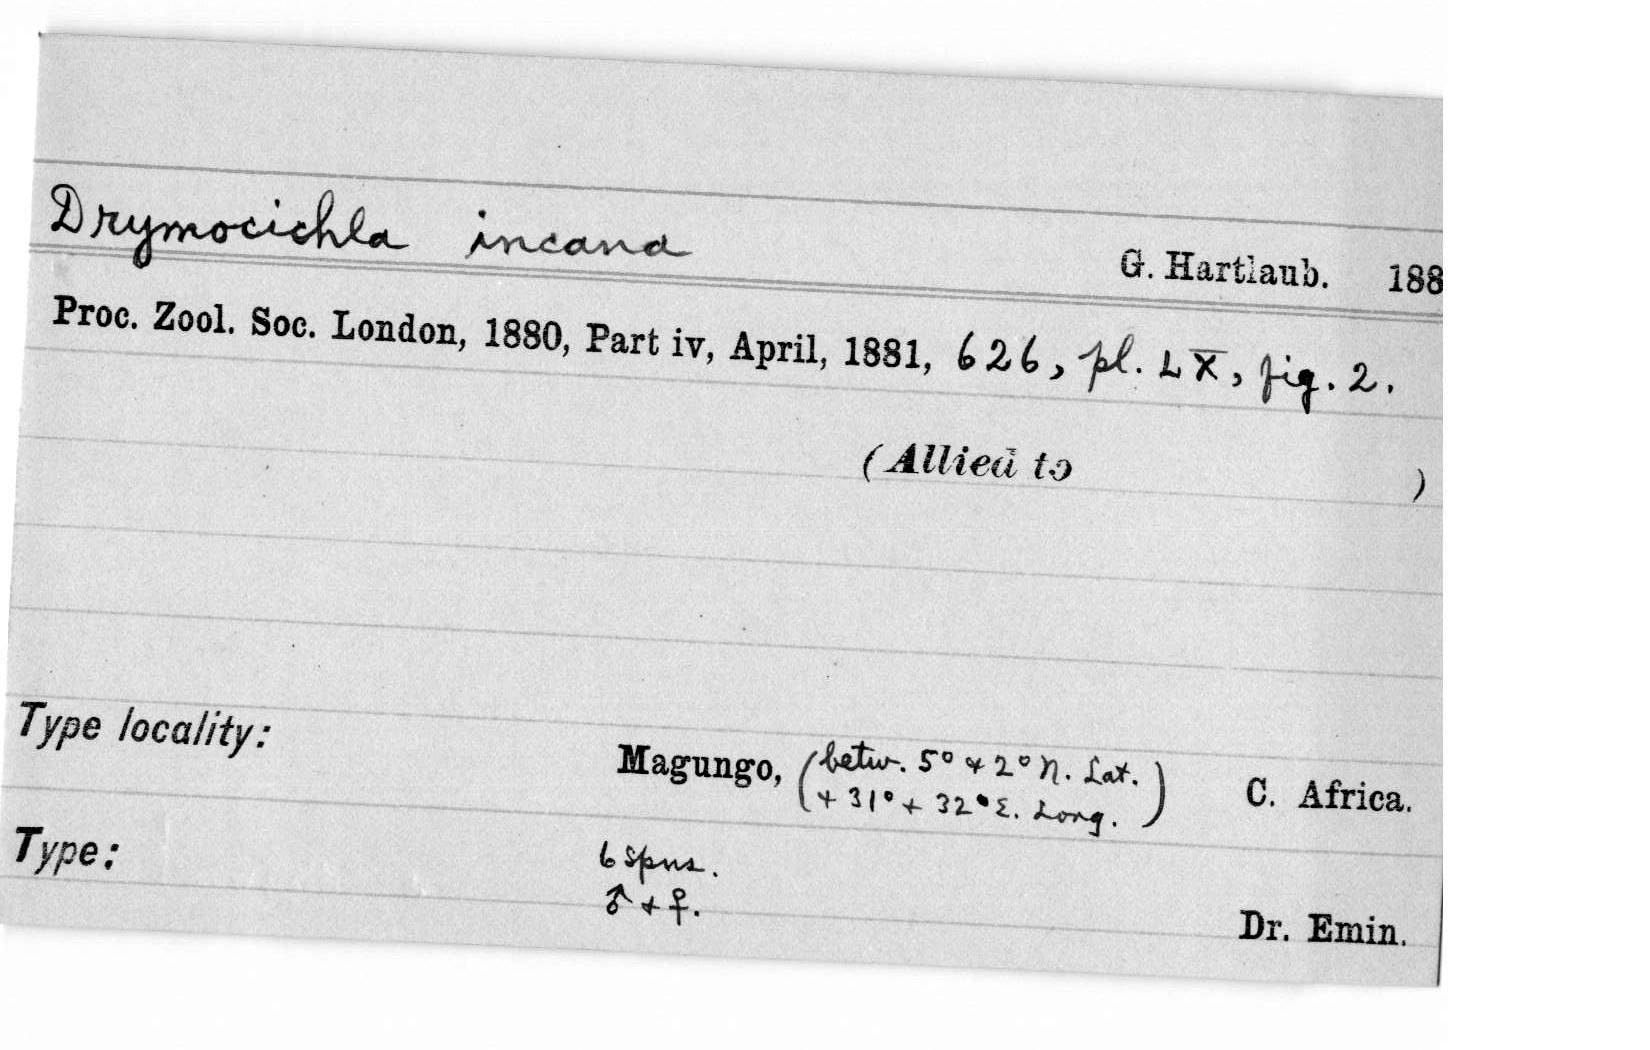 Drymocichla incana
G. Hartlaub. 188
Proc. Zool. Soc. London, 1880, Part iv, April, 1881, 626, pl. LX, fig. 2.
(Allied to )
Type locality:
Magungo, (betw. 5° + 2° N. Lat. + 31° + 32° E. Long.) C. Africa.
Type:
6 spns.
♂ + ♀.
Dr. Emin.